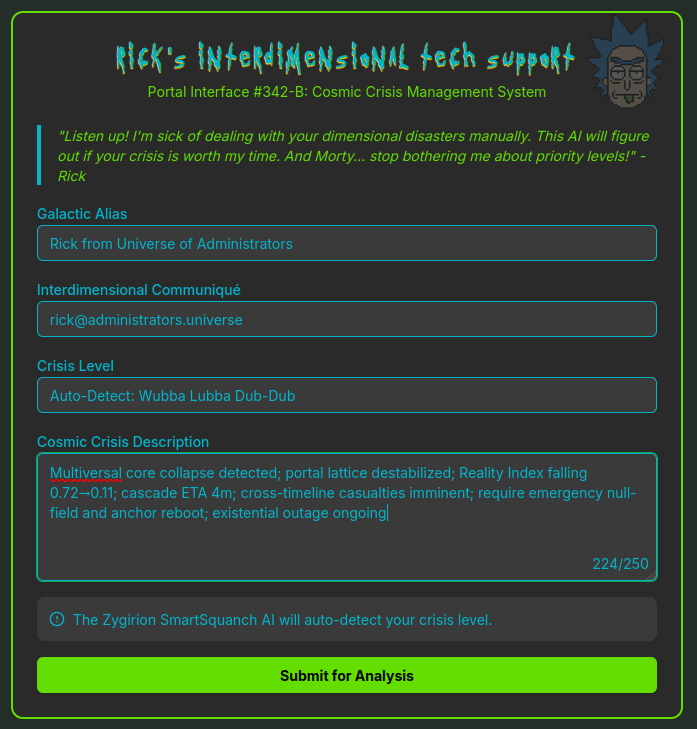 Rick's Interdimensional tech support
Portal Interface #342-B: Cosmic Crisis Management System
"Listen up! I'm sick of dealing with your dimensional disasters manually. This AI will figure
out if your crisis is worth my time. And Morty... stop bothering me about priority levels!" -
Rick
Galactic Alias
Rick from Universe of Administrators
Interdimensional Communiqué
rick@administrators.universe
Crisis Level
Auto-Detect: Wubba Lubba Dub-Dub
Cosmic Crisis Description
Multiversal core collapse detected; portal lattice destabilized; Reality Index falling
0.72→0.11; cascade ETA 4m; cross-timeline casualties imminent; require emergency null-
field and anchor reboot; existential outage ongoing
224/250
The Zygirion SmartSquanch AI will auto-detect your crisis level.
Submit for Analysis